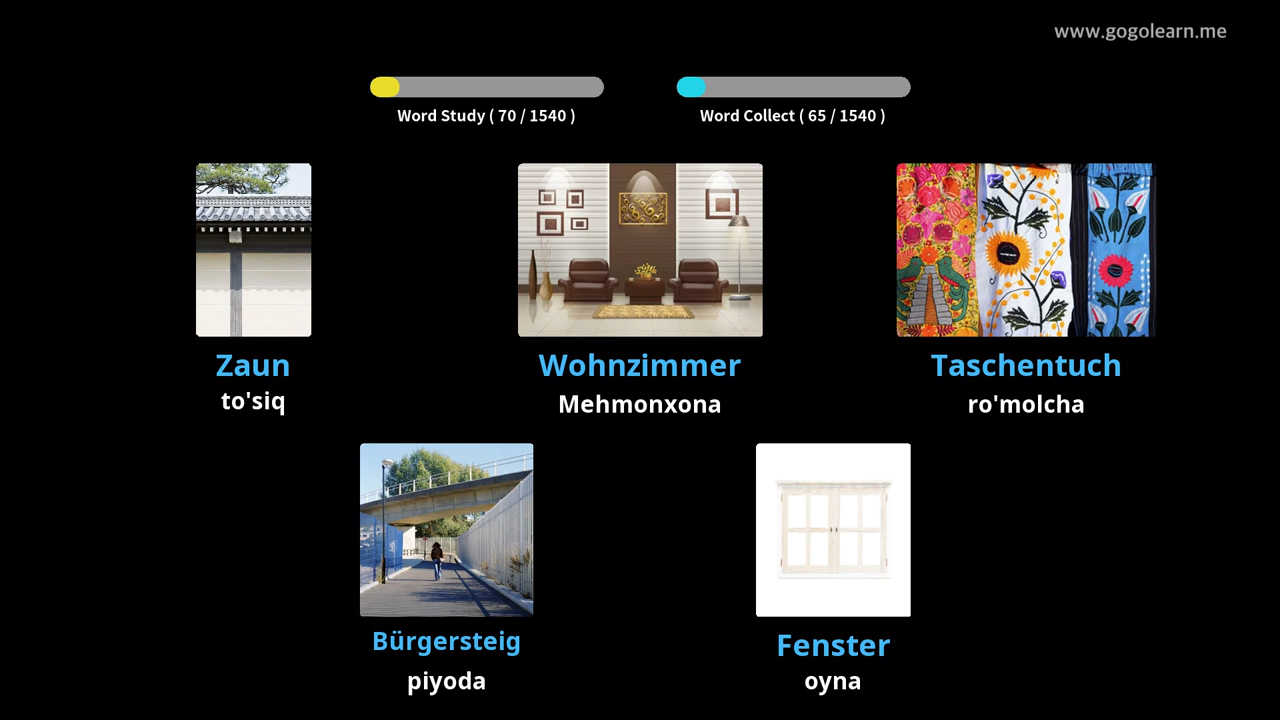 www.gogolearn.me
Word Study ( 70 / 1540 )
Word Collect ( 65 / 1540 )
Zaun
to'siq
Wohnzimmer
Mehmonxona
Taschentuch
ro'molcha
Bürgersteig
piyoda
Fenster
oyna